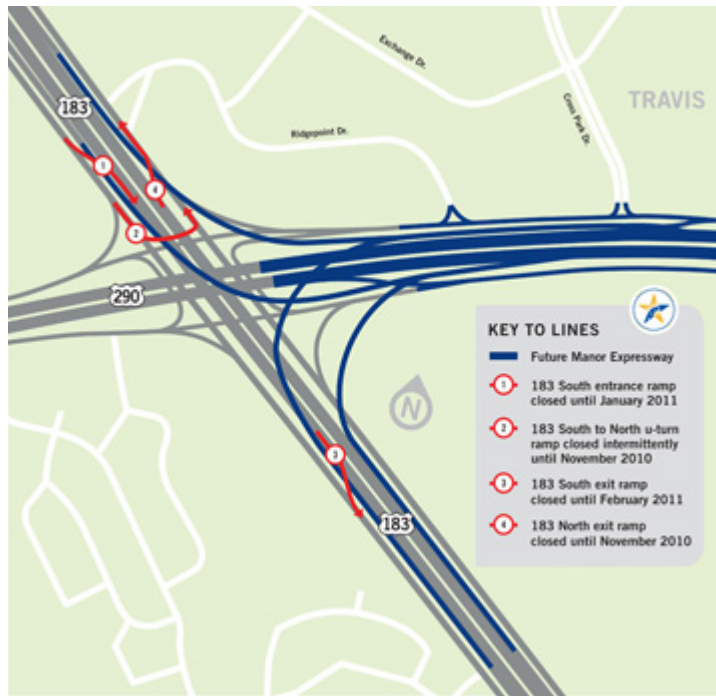 Exchange Dr.
183
TRAVIS
Cross Park Dr.
Ridgepoint Dr.
1
4
2
290
KEY TO LINES
Future Manor Expressway
1 183 South entrance ramp
closed until January 2011
2 183 South to North u-turn
ramp closed intermittently
until November 2010
3 183 South exit ramp
closed until February 2011
4 183 North exit ramp
closed until November 2010
N
3
183